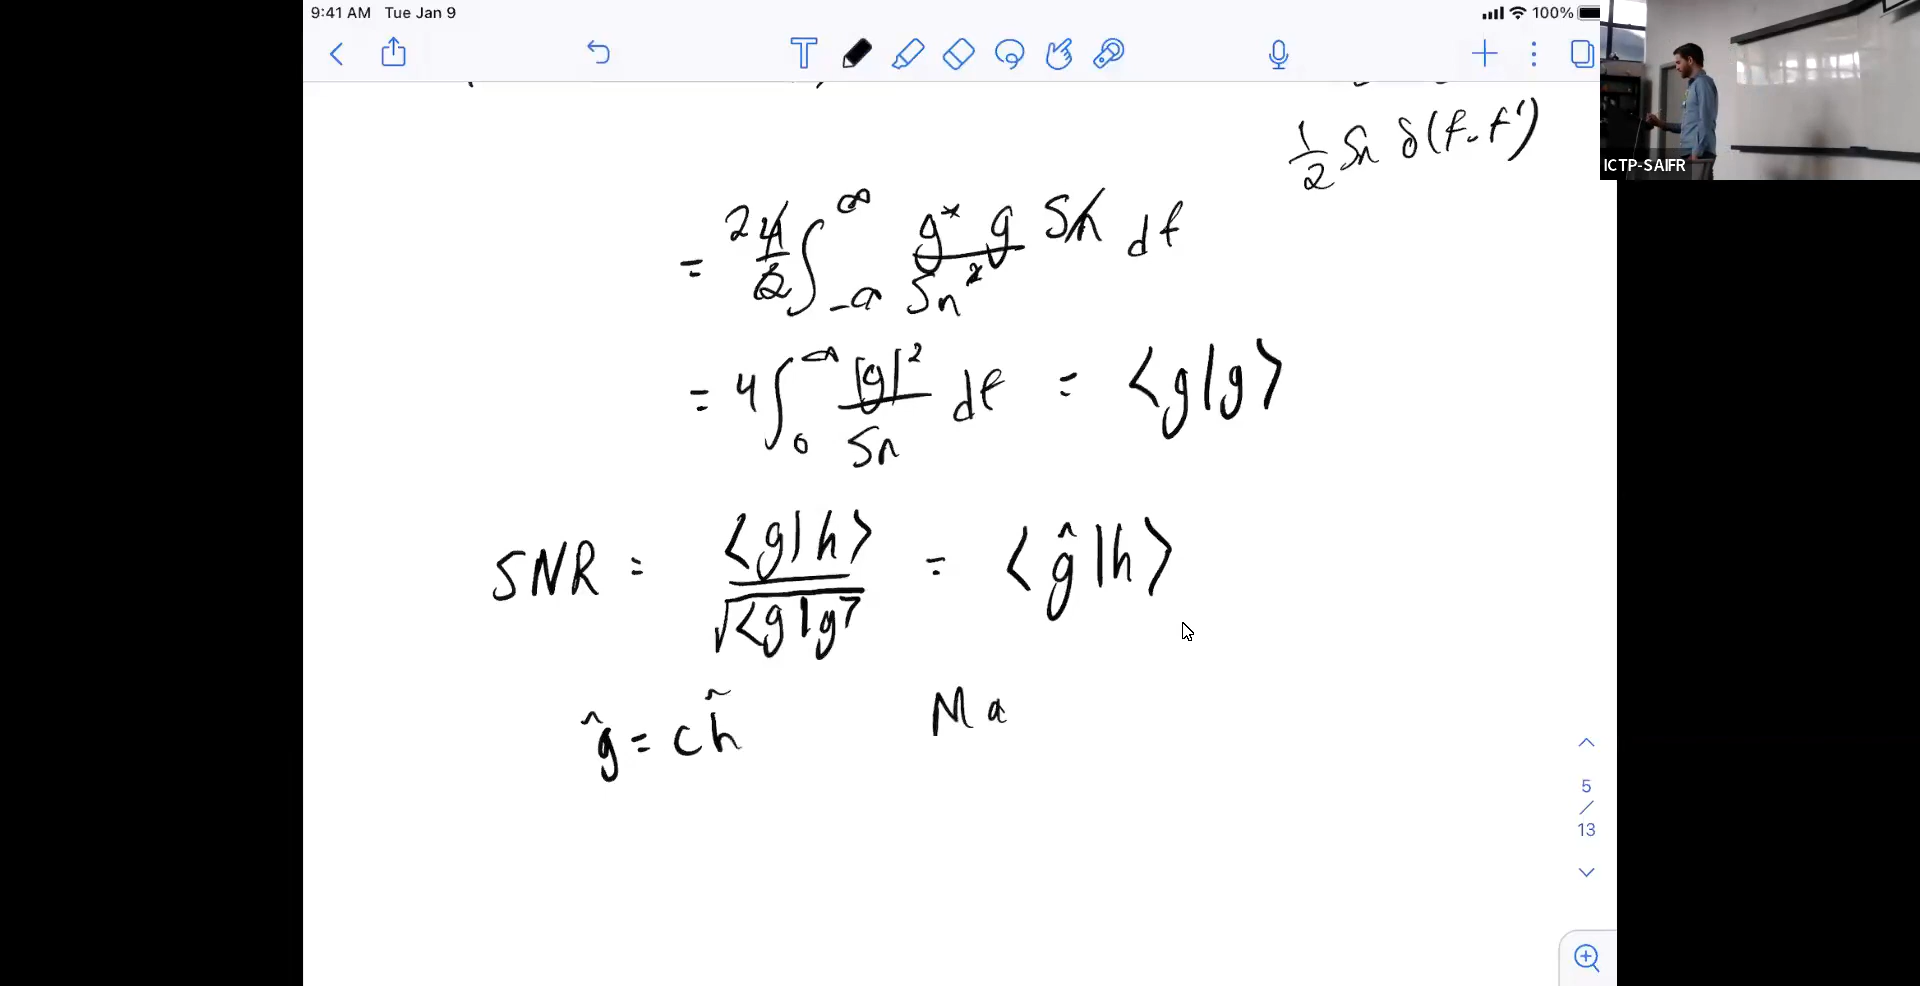 9:41 AM Tue Jan 9
100%
ICTP-SAIFR
1/2 Sn δ(f-f')
= 2 4/2 ∫_{-∞}^{∞} g* g / Sn² Sn df
= 4 ∫_0^∞ |g|² / Sn df = <g|g>
SNR = <g|h> / √<g|g> = <ĝ|h>
ĝ = c h̃ Ma
5
/
13